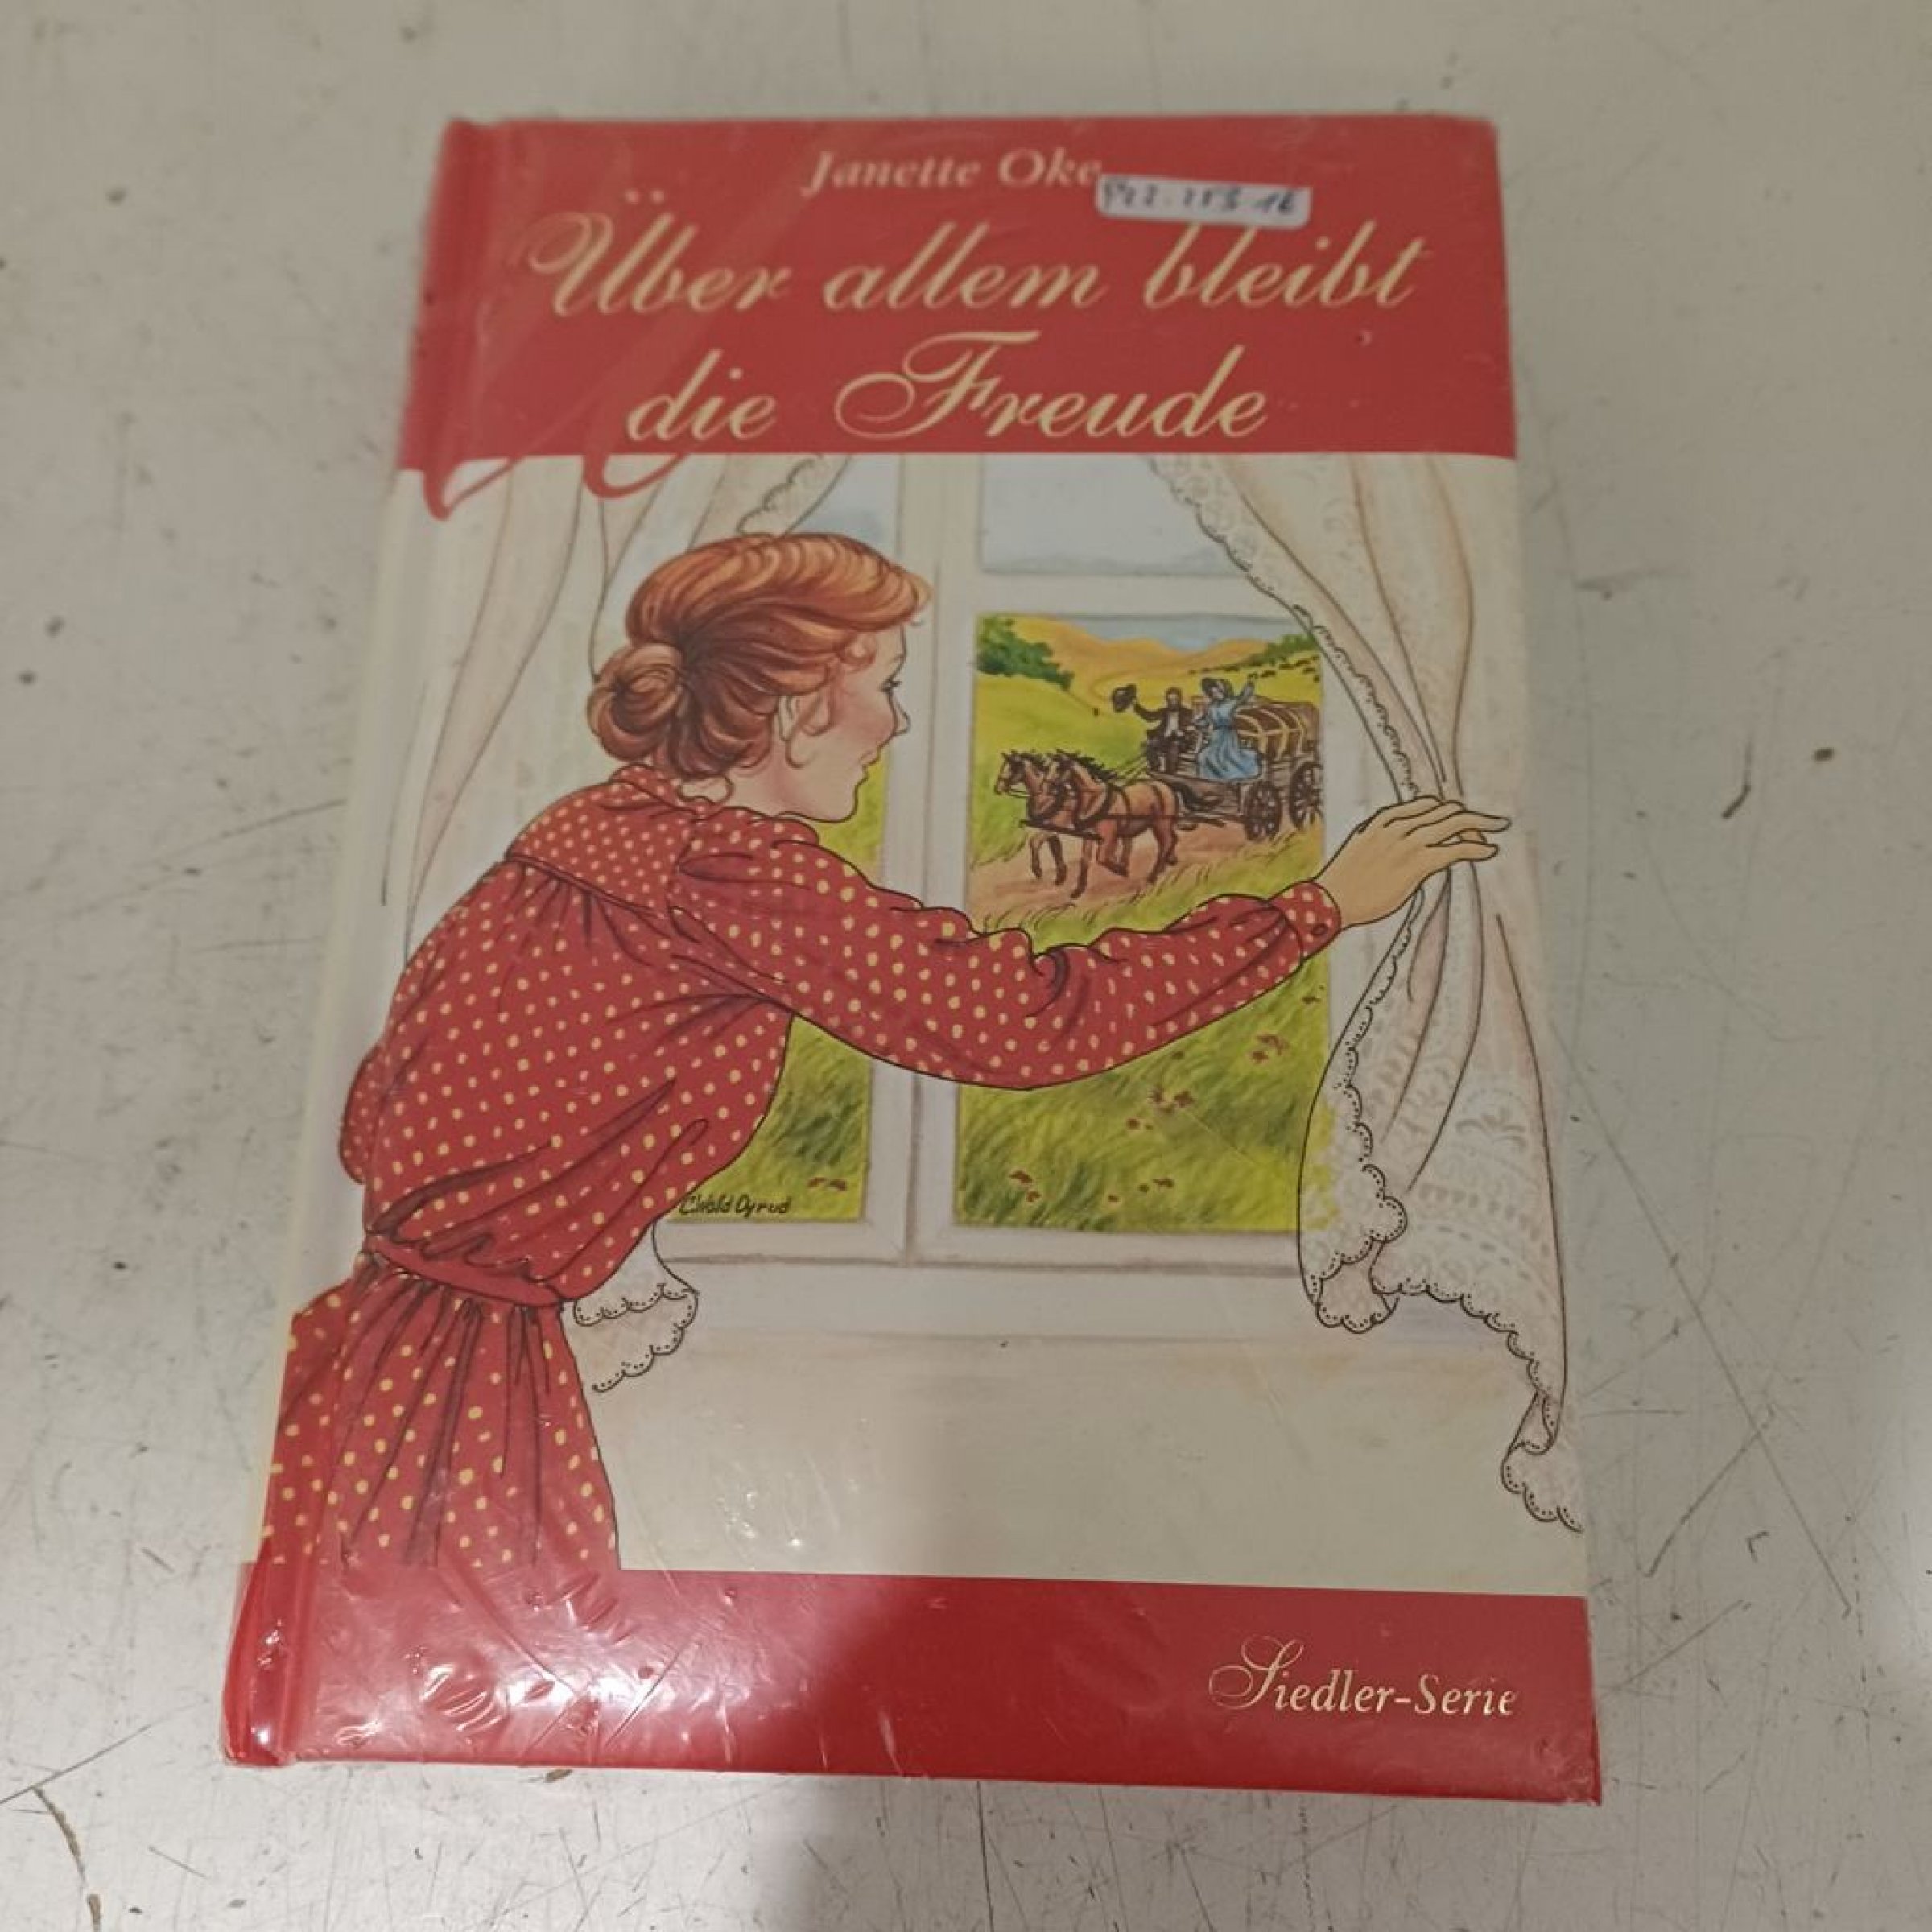 Janette Oke
Über allem bleibt
die Freude
Siedler-Serie